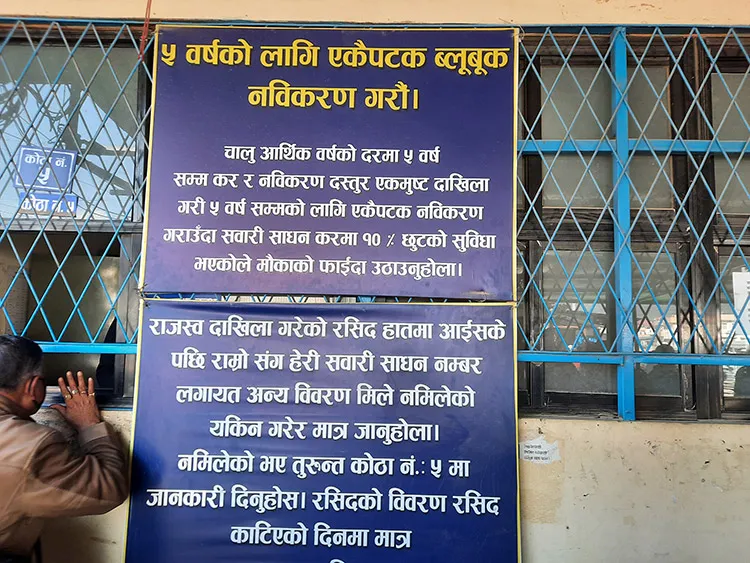 ५ वर्षको लागि एकैपटक ब्लूबूक
नविकरण गरौं।
चालु आर्थिक वर्षको दरमा ५ वर्ष
सम्म कर र नविकरण दस्तुर एकमुष्ट दाखिला
गरी ५ वर्ष सम्मको लागि एकैपटक नविकरण
गराउँदा सवारी साधन करमा १० % छुटको सुविधा
भएकोले मौकाको फाईदा उठाउनुहोला।
कोठा नं.
५
कोठा नं. ५
राजस्व दाखिला गरेको रसिद हातमा आईसके
पछि राम्रो संग हेरी सवारी साधन नम्बर
लगायत अन्य विवरण मिले नमिलेको
यकिन गरेर मात्र जानुहोला।
नमिलेको भए तुरुन्त कोठा नं.: ५ मा
जानकारी दिनुहोस। रसिदको विवरण रसिद
काटिएको दिनमा मात्र